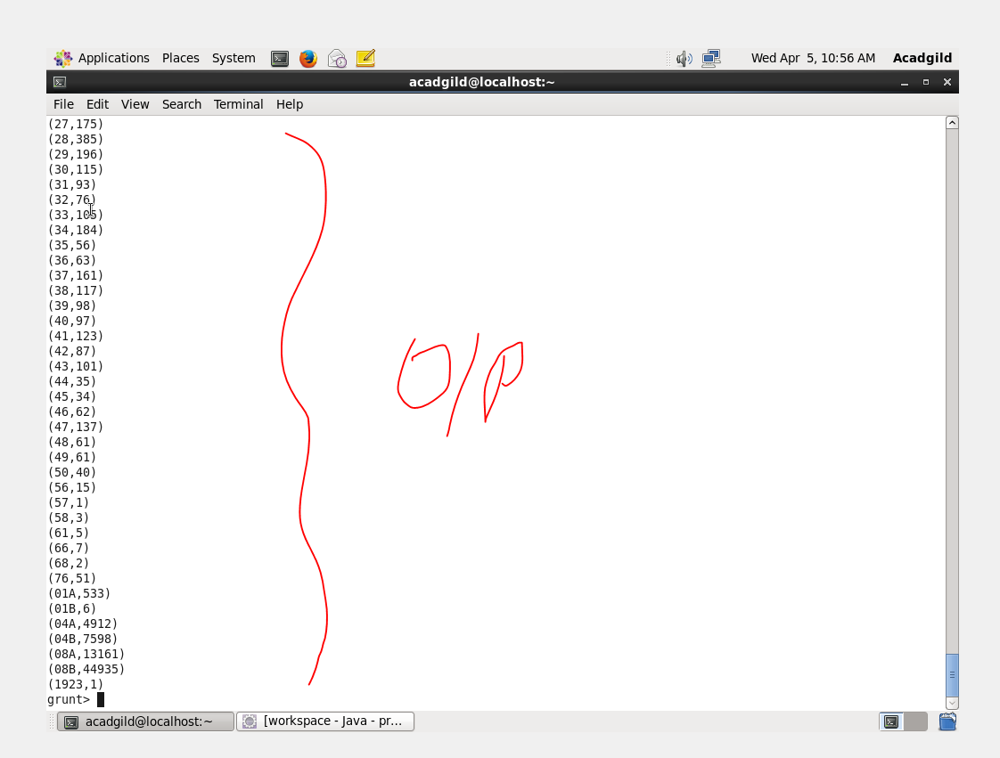 Applications Places System Wed Apr 5, 10:56 AM Acadgild
acadgild@localhost:~
File Edit View Search Terminal Help
(27,175)
(28,385)
(29,196)
(30,115)
(31,93)
(32,76)
(33,105)
(34,184)
(35,56)
(36,63)
(37,161)
(38,117)
(39,98)
(40,97)
(41,123)
(42,87)
(43,101)
(44,35)
(45,34)
(46,62)
(47,137)
(48,61)
(49,61)
(50,40)
(56,15)
(57,1)
(58,3)
(61,5)
(66,7)
(68,2)
(76,51)
(01A,533)
(01B,6)
(04A,4912)
(04B,7598)
(08A,13161)
(08B,44935)
(1923,1)
grunt>
O/P
acadgild@localhost:~ [workspace - Java - pr...